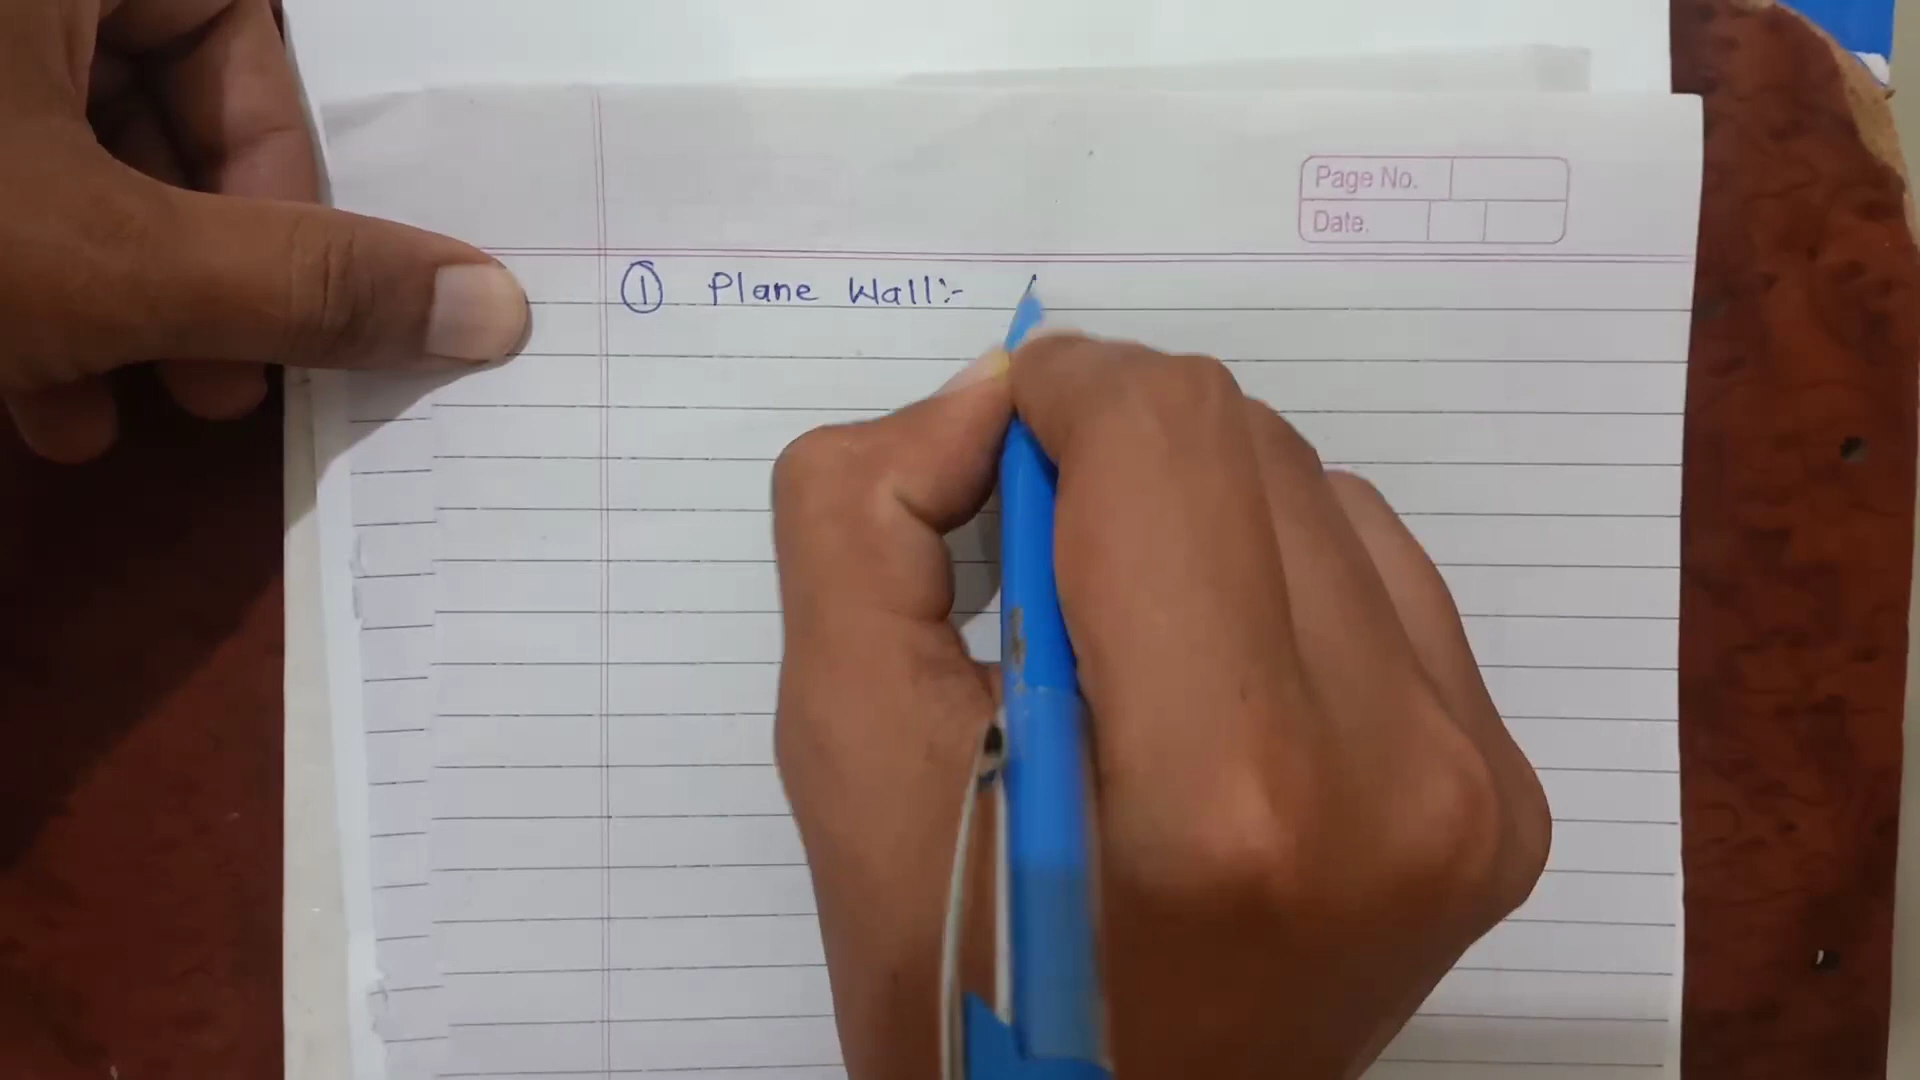 Page No.
Date.
① Plane Wall:-